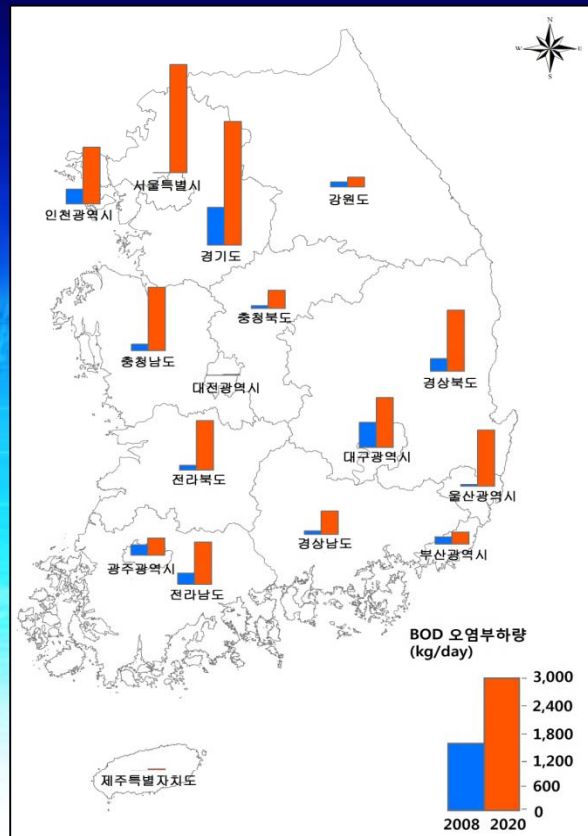 N
W
E
S
서울특별시
인천광역시
강원도
경기도
충청북도
충청남도
대전광역시
경상북도
대구광역시
전라북도
울산광역시
경상남도
부산광역시
광주광역시
전라남도
BOD 오염부하량
(kg/day)
3,000
2,400
1,800
1,200
600
0
2008 2020
제주특별자치도